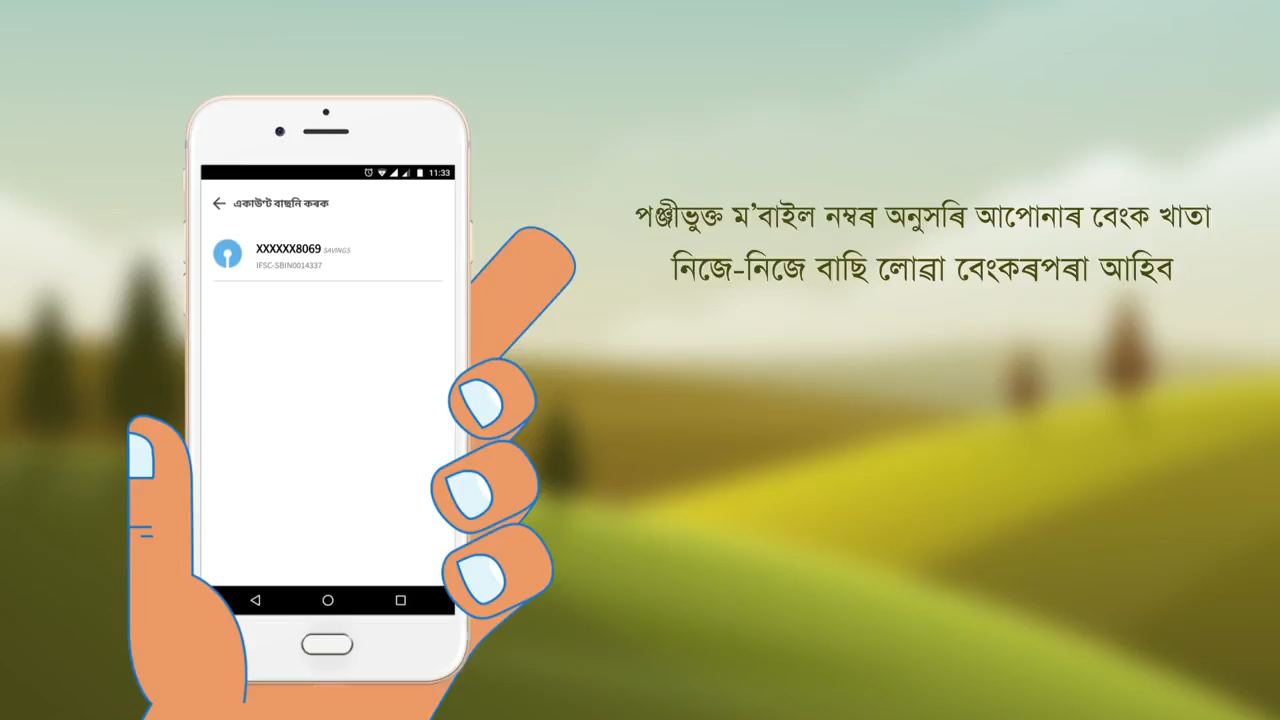 11:33
একাউণ্ট বাছনি কৰক
XXXXXX8069 SAVINGS
IFSC-SBIN0014337
পঞ্জীভুক্ত ম'বাইল নম্বৰ অনুসৰি আপোনাৰ বেংক খাতা
নিজে-নিজে বাছি লোৱা বেংকৰপৰা আহিব